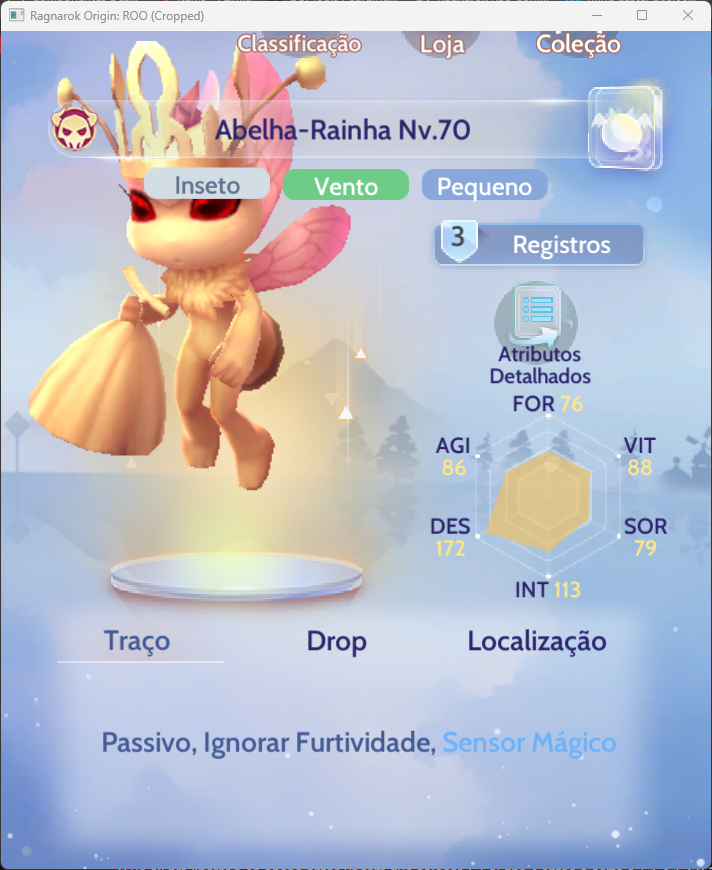 Ragnarok Origin: ROO (Cropped)
Classificação Loja Coleção
Abelha-Rainha Nv.70
Inseto Vento Pequeno
3 Registros
Atributos
Detalhados
FOR 76
AGI VIT
86 88
DES SOR
172 79
INT 113
Traço Drop Localização
Passivo, Ignorar Furtividade, Sensor Mágico